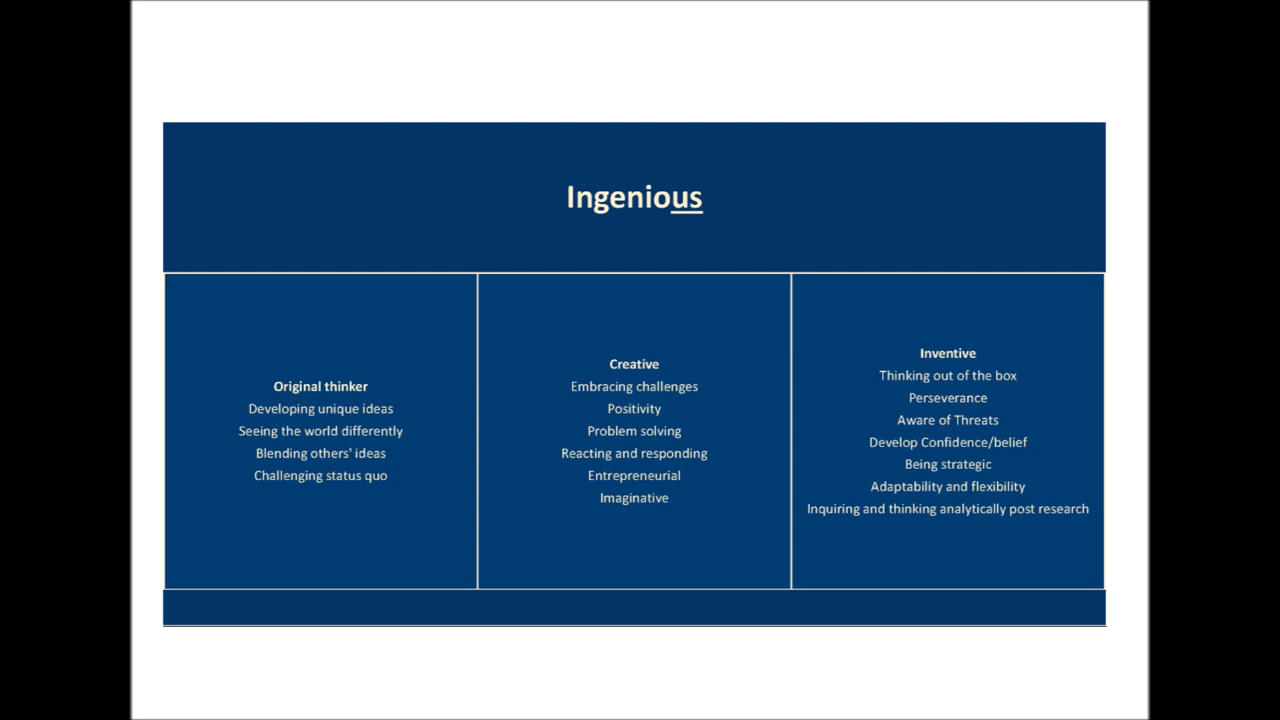 Ingenious
Original thinker
Developing unique ideas
Seeing the world differently
Blending others' ideas
Challenging status quo
Creative
Embracing challenges
Positivity
Problem solving
Reacting and responding
Entrepreneurial
Imaginative
Inventive
Thinking out of the box
Perseverance
Aware of Threats
Develop Confidence/belief
Being strategic
Adaptability and flexibility
Inquiring and thinking analytically post research